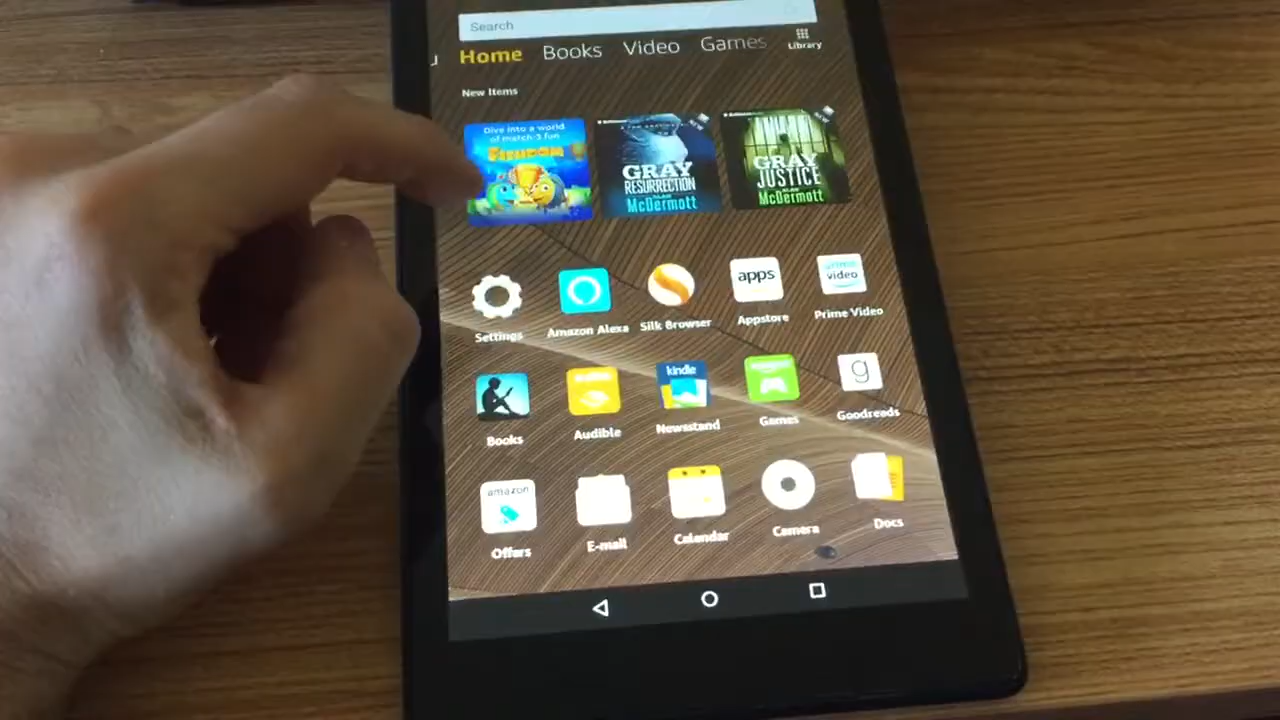 Search
Home Books Video Games Library
New Items
Dive into a world
of match-3 fun
FISHDOM
GRAY
RESURRECTION
McDermott
GRAY
JUSTICE
ALAN
McDermott
apps
prime
video
Settings Amazon Alexa Silk Browser Appstore Prime Video
kindle
g
Books Audible Newsstand Games Goodreads
amazon
Offers E-mail Calendar Camera Docs